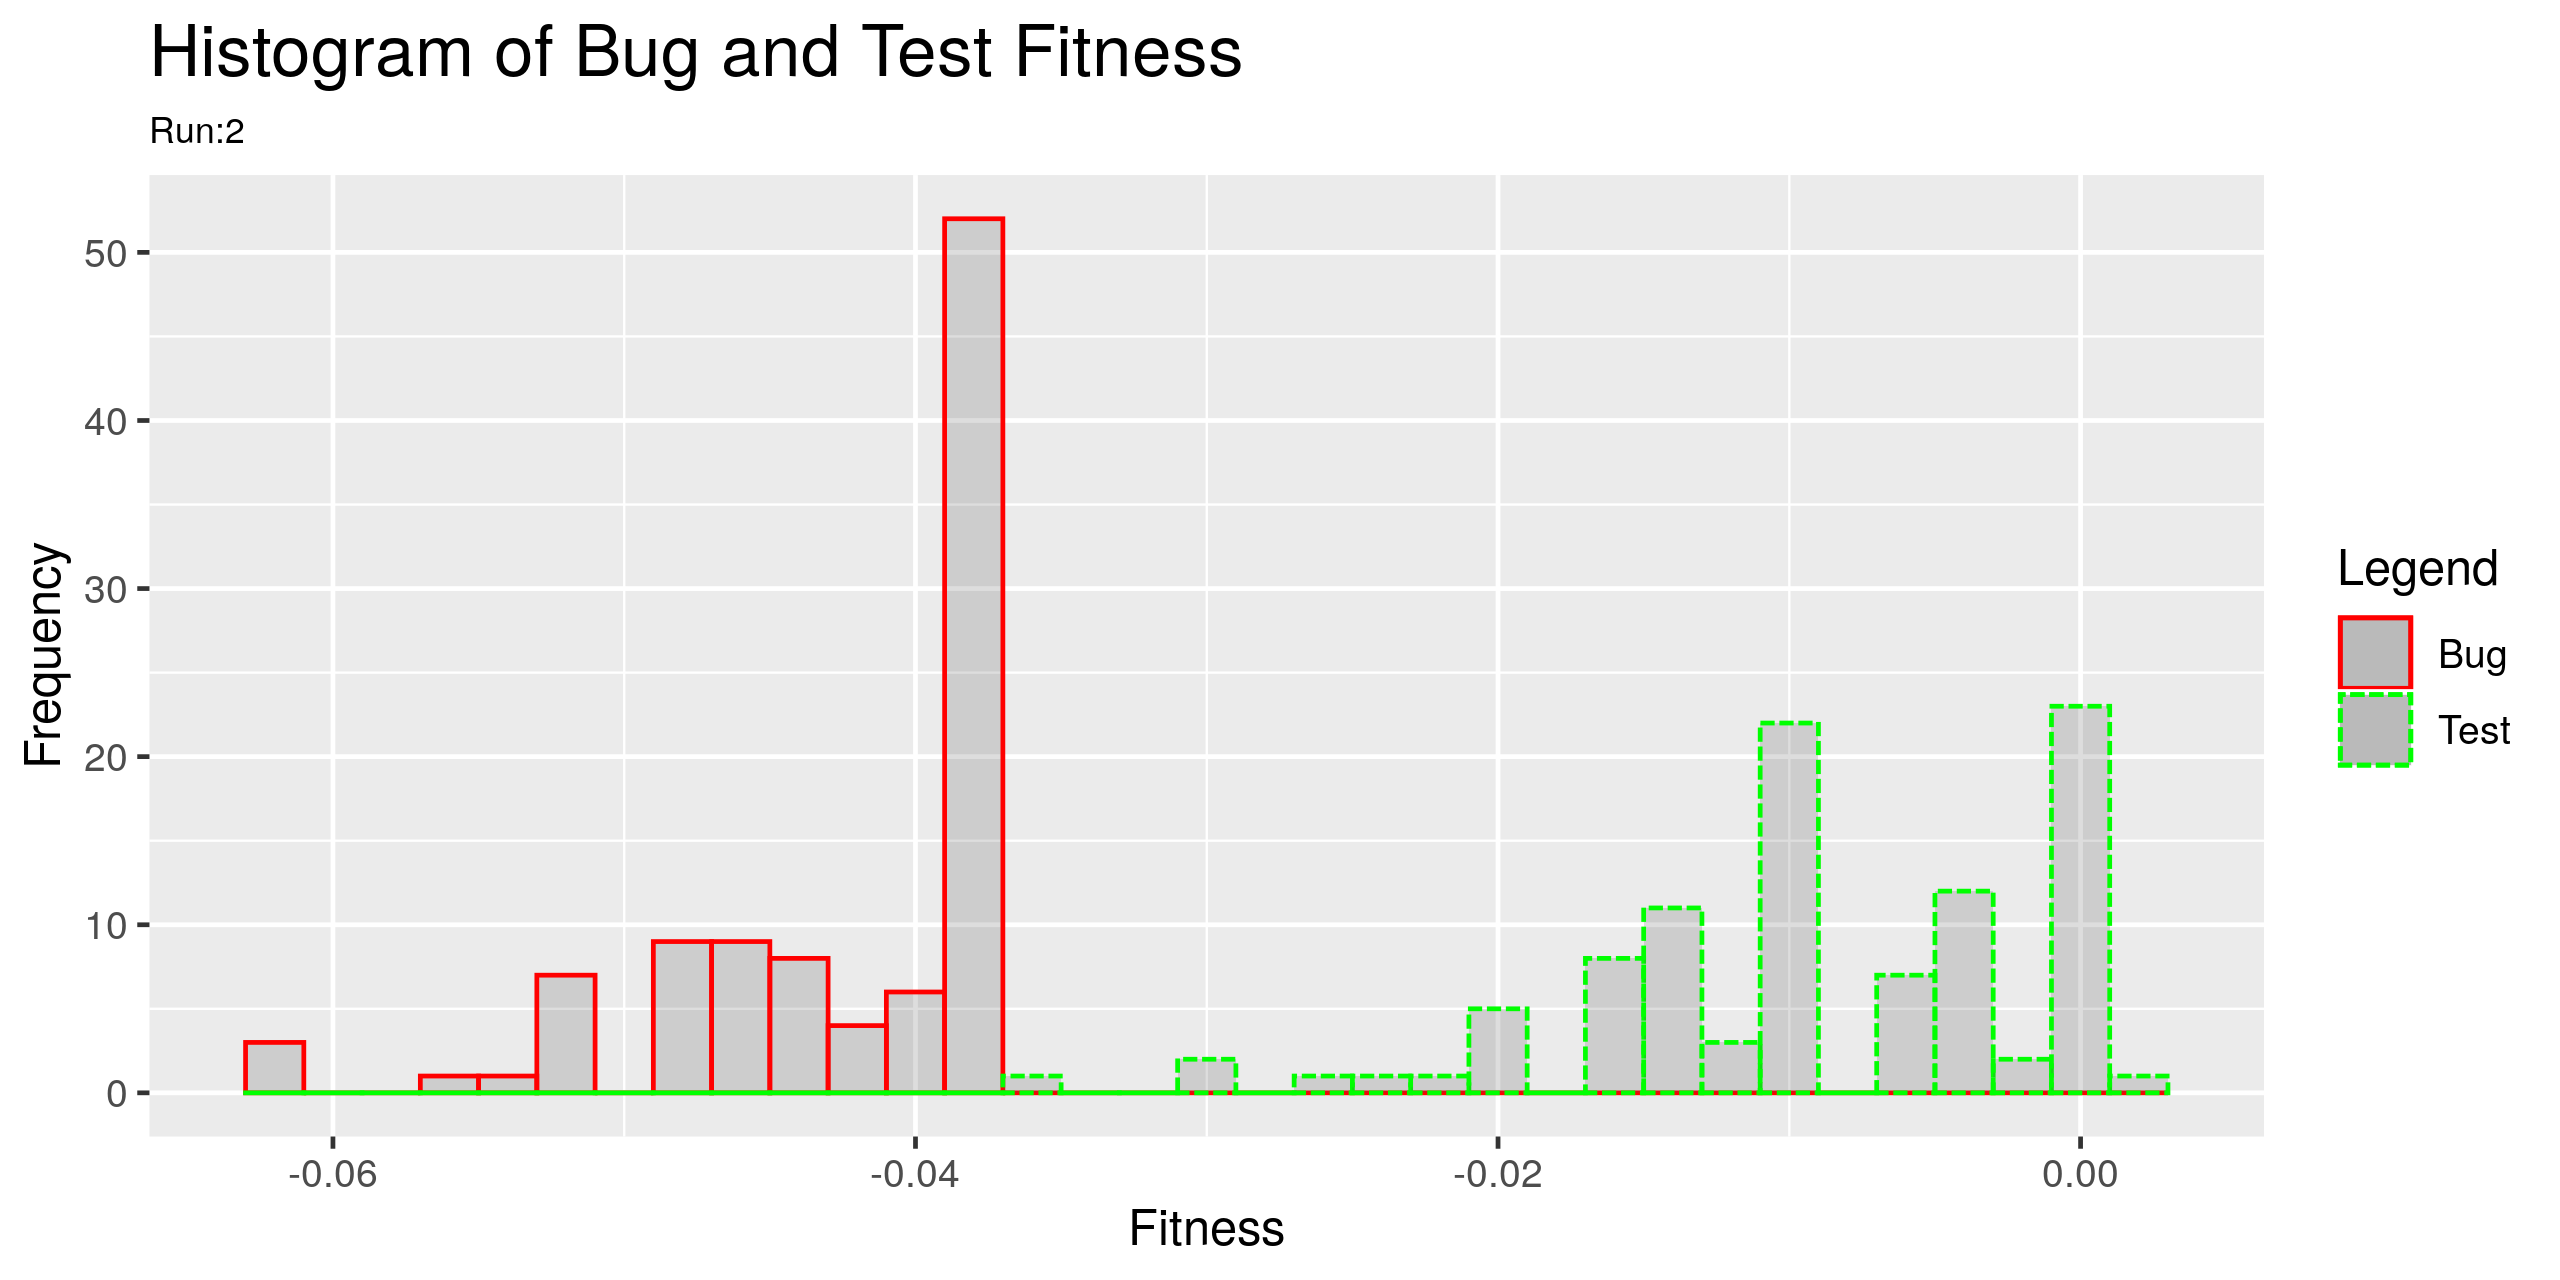 Histogram of Bug and Test Fitness
Run:2
Frequency
50
40
30
20
10
0
-0.06
-0.04
-0.02
0.00
Fitness
Legend
Bug
Test